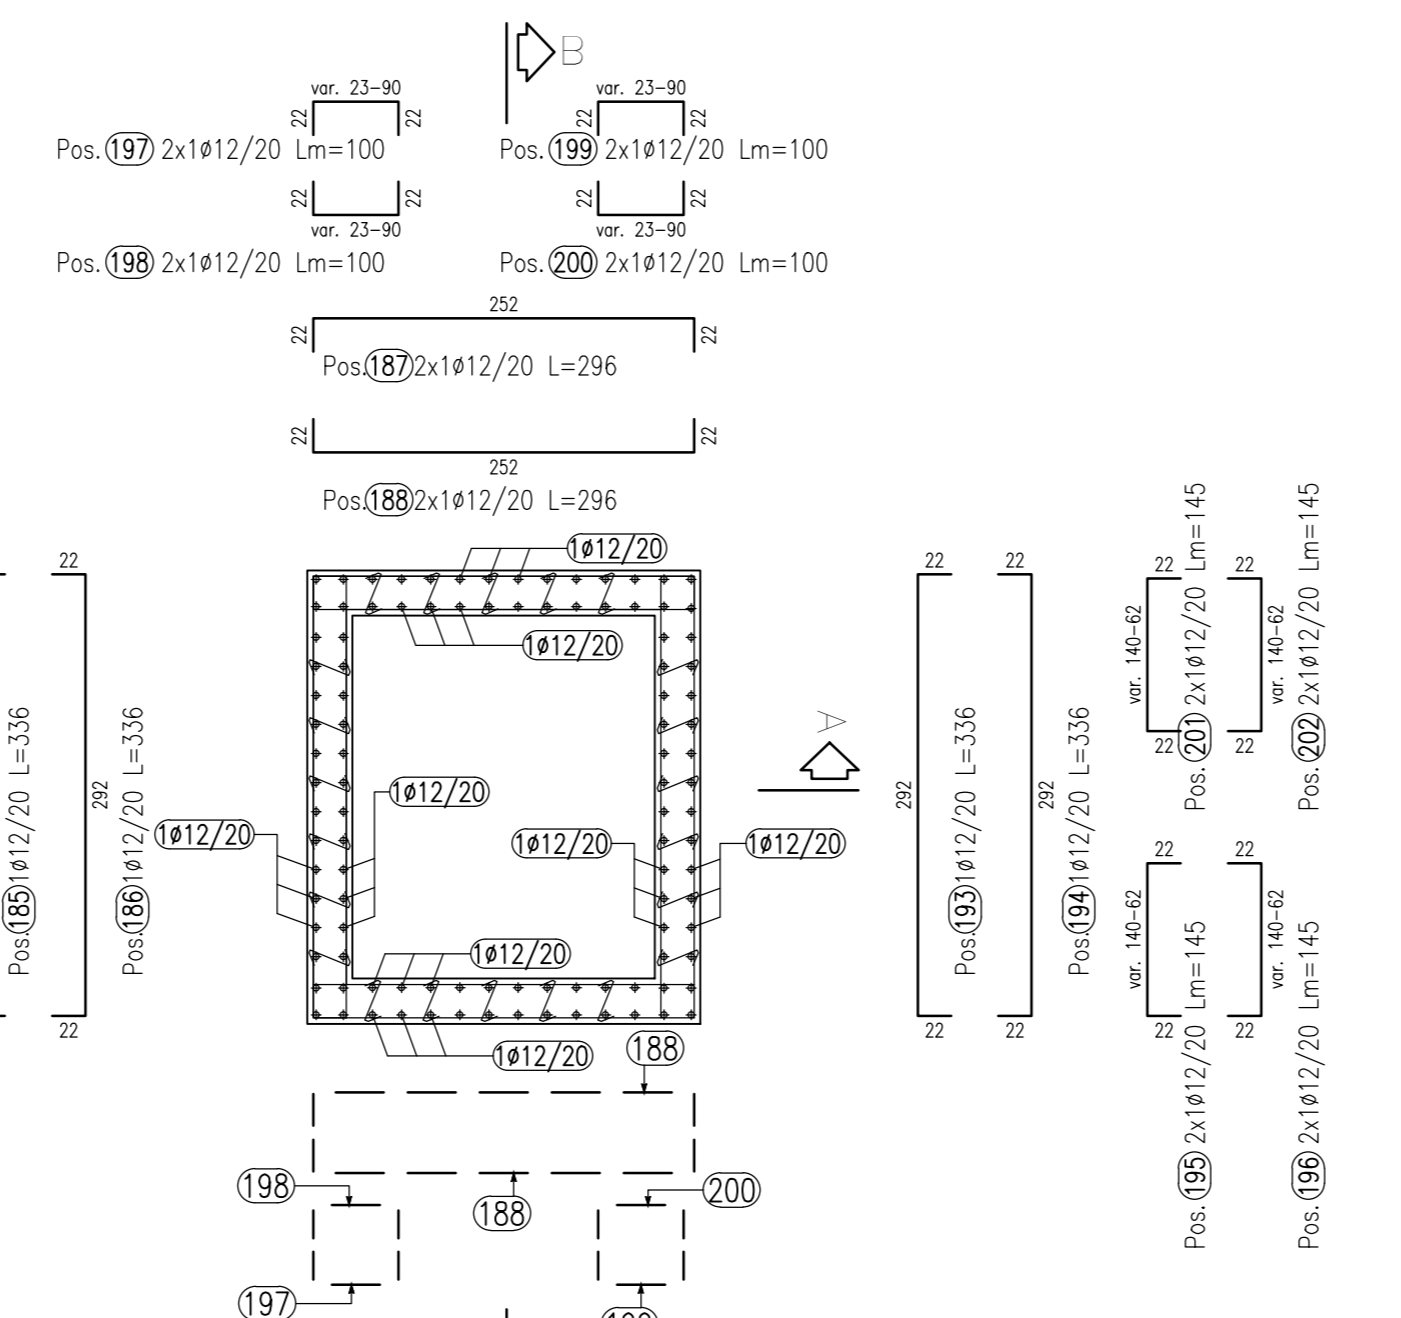 B
var. 23-90
22
22
Pos. 197 2x1ø12/20 Lm=100
var. 23-90
22
22
Pos. 199 2x1ø12/20 Lm=100
22
22
var. 23-90
Pos. 198 2x1ø12/20 Lm=100
22
22
var. 23-90
Pos. 200 2x1ø12/20 Lm=100
252
22
22
Pos. 187 2x1ø12/20 L=296
22
22
252
Pos. 188 2x1ø12/20 L=296
1ø12/20
1ø12/20
22
292
22
Pos. 185 1ø12/20 L=336
Pos. 186 1ø12/20 L=336
1ø12/20
1ø12/20
1ø12/20
1ø12/20
1ø12/20
1ø12/20
A
22
22
292
292
22
22
Pos. 193 1ø12/20 L=336
Pos. 194 1ø12/20 L=336
22
22
var. 140-62
var. 140-62
22
22
Pos. 201 2x1ø12/20 Lm=145
Pos. 202 2x1ø12/20 Lm=145
22
22
var. 140-62
var. 140-62
22
22
Pos. 195 2x1ø12/20 Lm=145
Pos. 196 2x1ø12/20 Lm=145
188
188
198
200
197